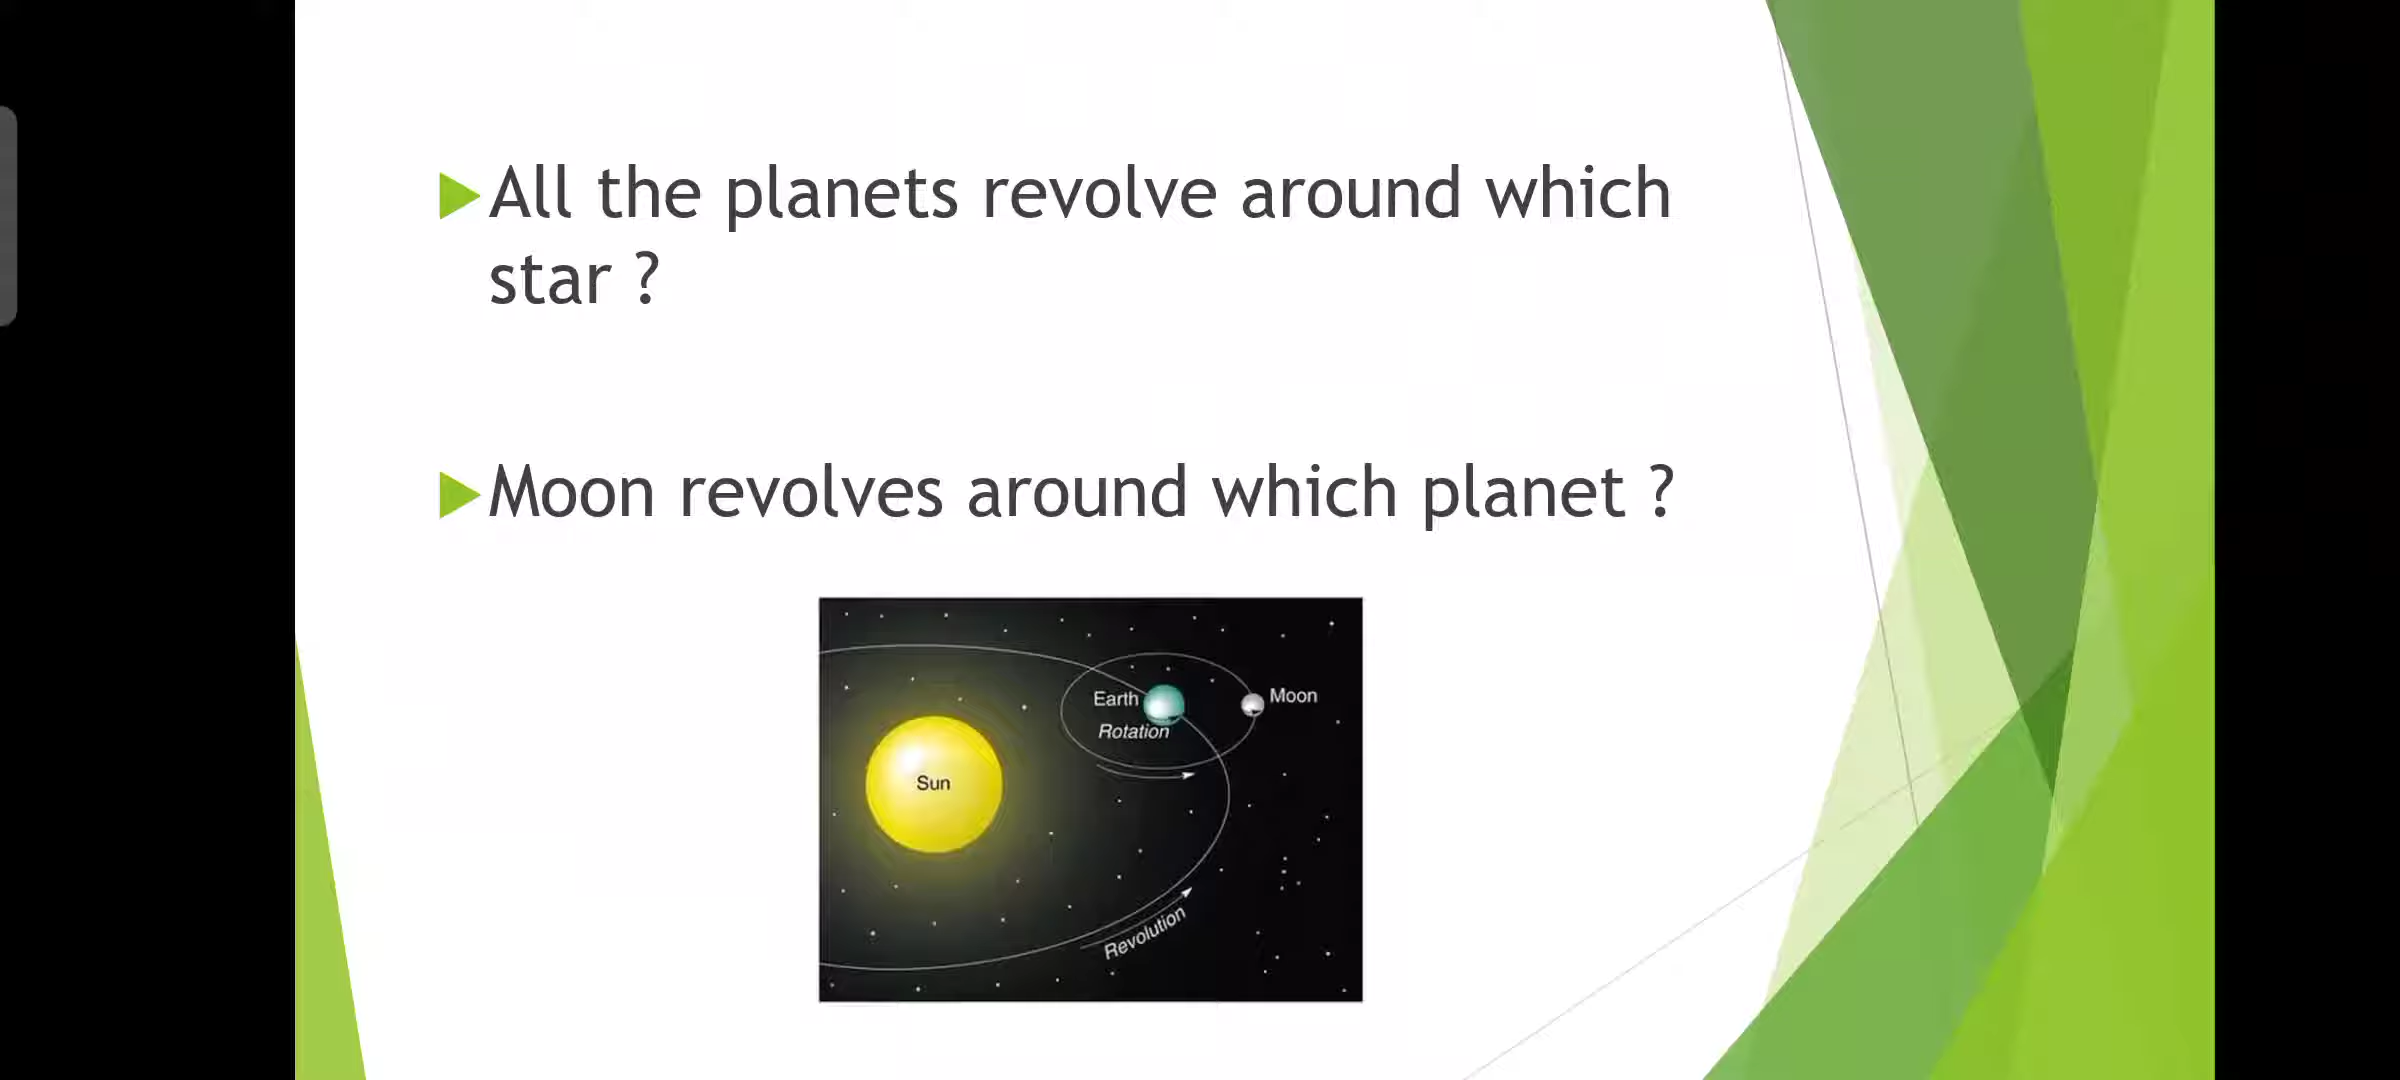 All the planets revolve around which
star ?
Moon revolves around which planet ?
Earth
Moon
Rotation
Sun
Revolution